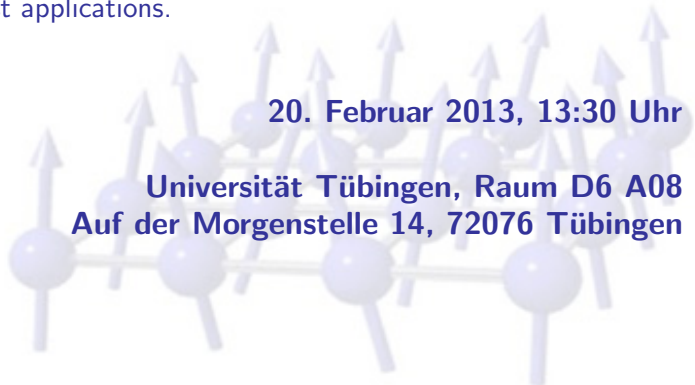 t applications.
20. Februar 2013, 13:30 Uhr
Universität Tübingen, Raum D6 A08
Auf der Morgenstelle 14, 72076 Tübingen